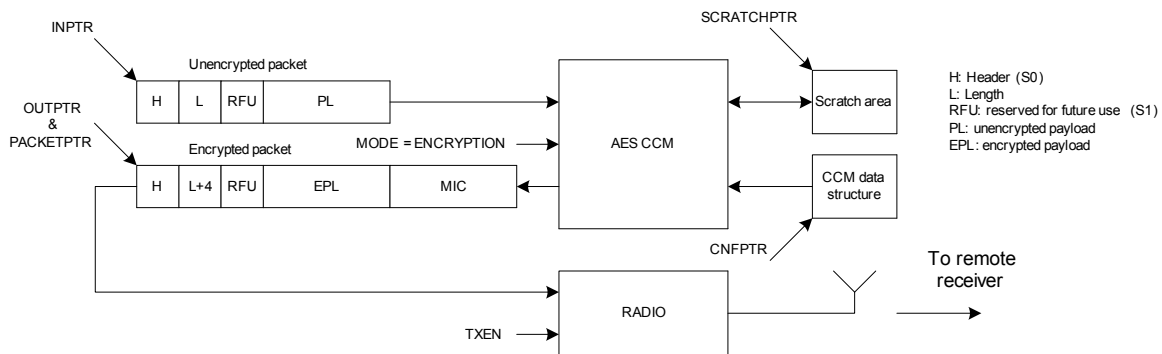 SCRATCHPTR
INPTR
Unencrypted packet
H L RFU PL
OUTPTR
&
PACKETPTR
MODE = ENCRYPTION
Encrypted packet
H L+4 RFU EPL MIC
AES CCM
Scratch area
CCM data
structure
CNFPTR
H: Header (S0)
L: Length
RFU: reserved for future use (S1)
PL: unencrypted payload
EPL: encrypted payload
To remote
receiver
RADIO
TXEN